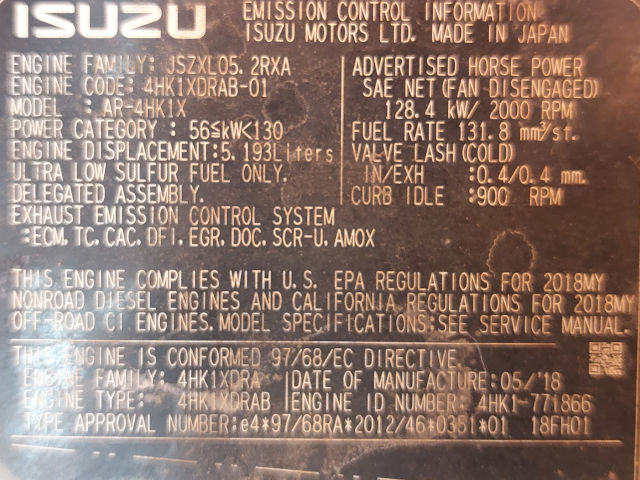 ISUZU
EMISSION CONTROL INFORMATION
ISUZU MOTORS LTD. MADE IN JAPAN
ENGINE FAMILY: JSZXL05.2RXA
ENGINE CODE: 4HK1XDRAB-01
MODEL : AR-4HK1X
POWER CATEGORY : 56≦kW<130
ENGINE DISPLACEMENT:5.193Liters
ULTRA LOW SULFUR FUEL ONLY.
DELEGATED ASSEMBLY.
ADVERTISED HORSE POWER
SAE NET(FAN DISENGAGED)
128.4 kW/ 2000 RPM
FUEL RATE 131.8 mm³/st.
VALVE LASH(COLD)
IN/EXH :0.4/0.4 mm.
CURB IDLE :900 RPM
EXHAUST EMISSION CONTROL SYSTEM
:ECM, TC, CAC, DFI, EGR, DOC, SCR-U, AMOX
THIS ENGINE COMPLIES WITH U.S. EPA REGULATIONS FOR 2018MY
NONROAD DIESEL ENGINES AND CALIFORNIA REGULATIONS FOR 2018MY
OFF-ROAD CI ENGINES. MODEL SPECIFICATIONS:SEE SERVICE MANUAL.
THIS ENGINE IS CONFORMED 97/68/EC DIRECTIVE.
ENGINE FAMILY: 4HK1XDRA
DATE OF MANUFACTURE:05/'18
ENGINE TYPE: 4HK1XDRAB
ENGINE ID NUMBER: 4HK1-771866
TYPE APPROVAL NUMBER:e4*97/68RA*2012/46*0351*01 18FH01